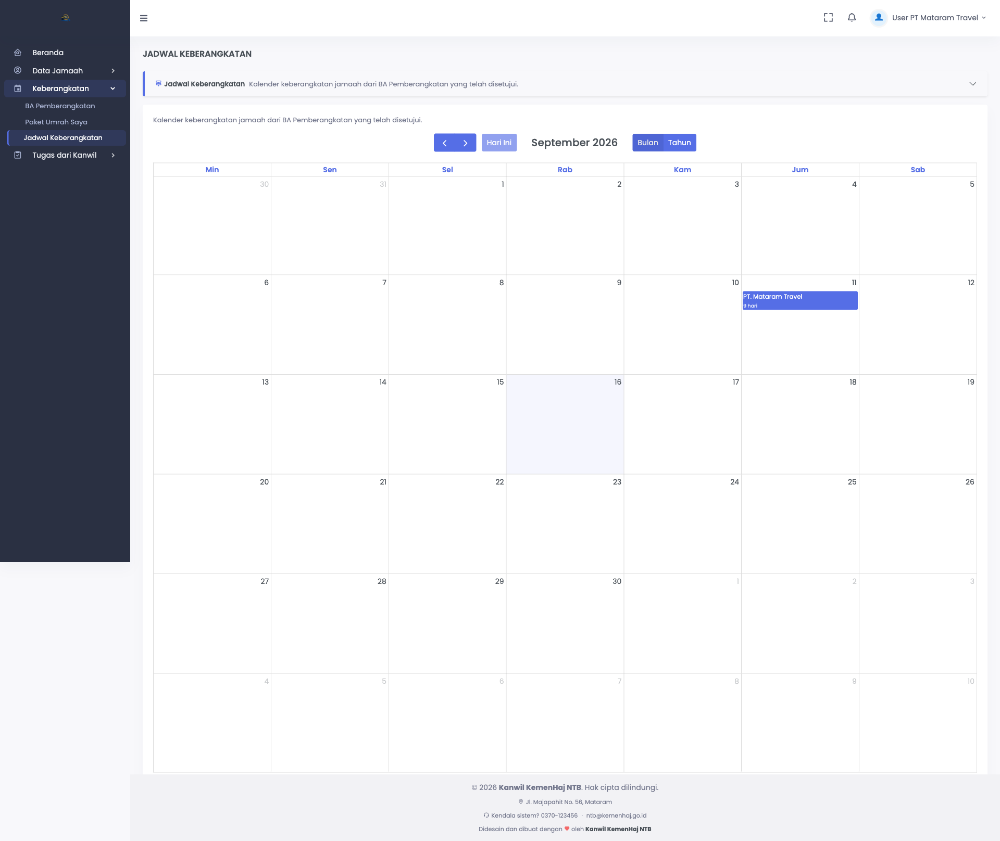 User PT Mataram Travel
Beranda
Data Jamaah
Keberangkatan
BA Pemberangkatan
Paket Umrah Saya
Jadwal Keberangkatan
Tugas dari Kanwil
JADWAL KEBERANGKATAN
Jadwal Keberangkatan Kalender keberangkatan jamaah dari BA Pemberangkatan yang telah disetujui.
Kalender keberangkatan jamaah dari BA Pemberangkatan yang telah disetujui.
Hari Ini September 2026 Bulan Tahun
Min Sen Sel Rab Kam Jum Sab
30 31 1 2 3 4 5
6 7 8 9 10 11 12
PT. Mataram Travel
9 hari
13 14 15 16 17 18 19
20 21 22 23 24 25 26
27 28 29 30 1 2 3
4 5 6 7 8 9 10
© 2026 Kanwil KemenHaj NTB. Hak cipta dilindungi.
Jl. Majapahit No. 56, Mataram
Kendala sistem? 0370-123456 · ntb@kemenhaj.go.id
Didesain dan dibuat dengan ♥ oleh Kanwil KemenHaj NTB